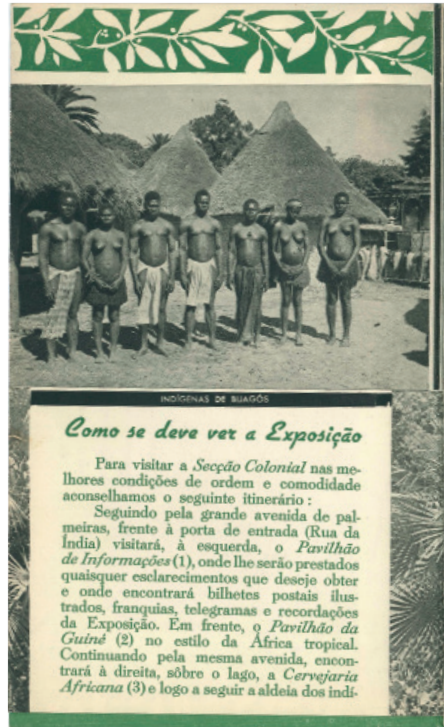 INDÍGENAS DE BIJAGÓS
Como se deve ver a Exposição
Para visitar a Secção Colonial nas me-
lhores condições de ordem e comodidade
aconselhamos o seguinte itinerário :
Seguindo pela grande avenida de pal-
meiras, frente à porta de entrada (Rua da
Índia) visitará, à esquerda, o Pavilhão
de Informações (1), onde lhe serão prestados
quaisquer esclarecimentos que deseje obter
e onde encontrará bilhetes postais ilus-
trados, franquias, telegramas e recordações
da Exposição. Em frente, o Pavilhão da
Guiné (2) no estilo da África tropical.
Continuando pela mesma avenida, encon-
trará à direita, sôbre o lago, a Cervejaria
Africana (3) e logo a seguir a aldeia dos indí-